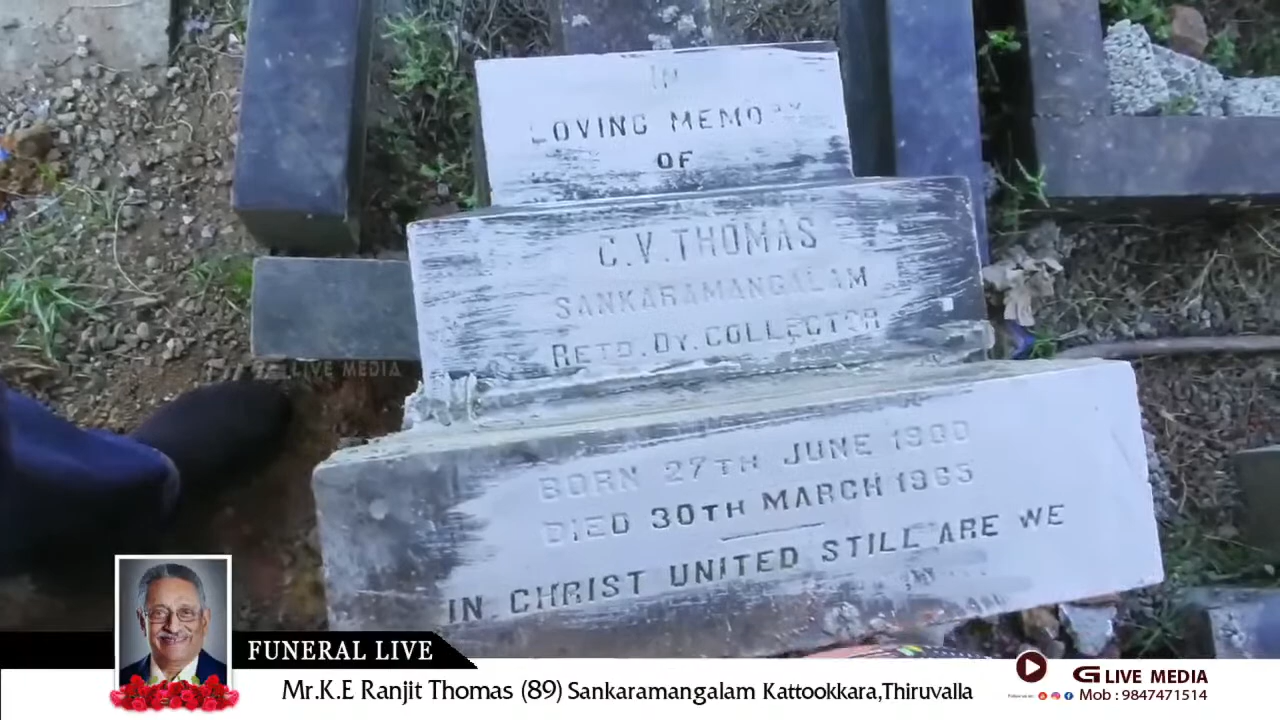 IN
LOVING MEMORY
OF
C.V. THOMAS
SANKARAMANGALAM
RETD. DY. COLLECTOR
BORN 27TH JUNE 1900
DIED 30TH MARCH 1965
IN CHRIST UNITED STILL ARE WE
LIVE MEDIA
FUNERAL LIVE
Mr.K.E Ranjit Thomas (89) Sankaramangalam Kattookkara,Thiruvalla
G LIVE MEDIA
Mob : 9847471514